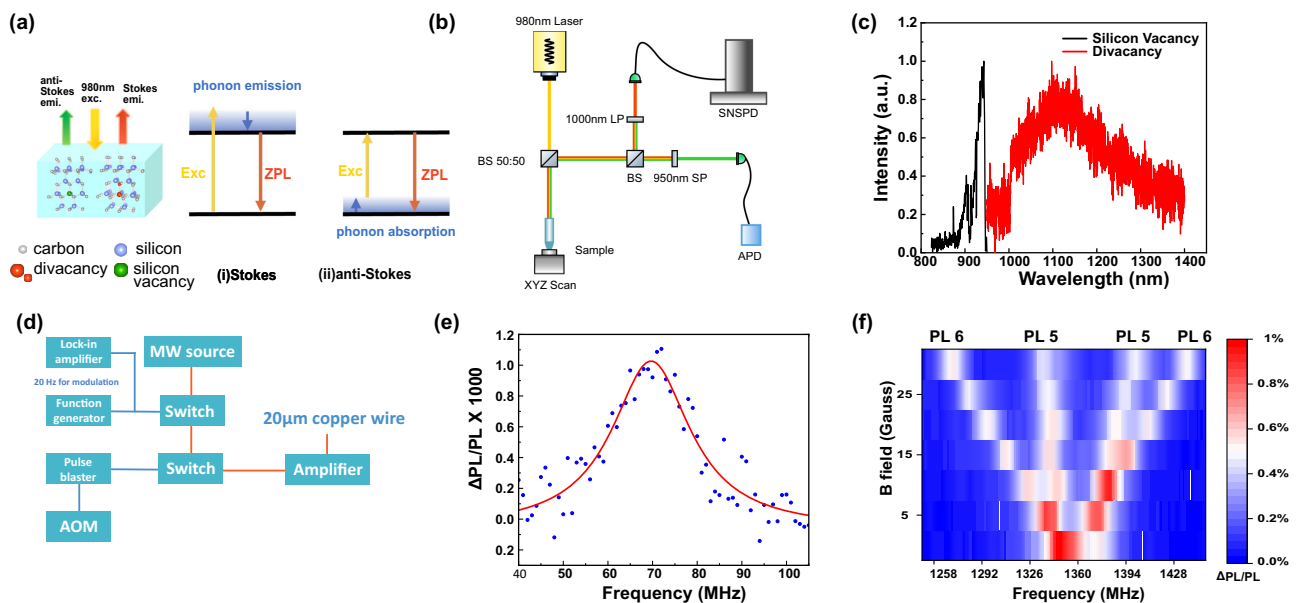 (a)
anti-
Stokes
emi.
980nm
exc.
Stokes
emi.
phonon emission
Exc
ZPL
Exc
ZPL
phonon absorption
carbon
silicon
divacancy
silicon
vacancy
(i)Stokes
(ii)anti-Stokes
(b)
980nm Laser
SNSPD
1000nm LP
BS 50:50
BS
950nm SP
Sample
XYZ Scan
APD
(c)
Intensity (a.u.)
1.2
1.0
0.8
0.6
0.4
0.2
0.0
Silicon Vacancy
Divacancy
800 900 1000 1100 1200 1300 1400
Wavelength (nm)
(d)
Lock-in
amplifier
MW source
20 Hz for modulation
Function
generator
Switch
20μm copper wire
Pulse
blaster
Switch
Amplifier
AOM
(e)
ΔPL/PL X 1000
1.2
1.0
0.8
0.6
0.4
0.2
0.0
0.2
40 50 60 70 80 90 100
Frequency (MHz)
(f)
PL 6 PL 5 PL 5 PL 6
B field (Gauss)
25
15
5
1258 1292 1326 1360 1394 1428
Frequency (MHz)
1%
0.8%
0.6%
0.4%
0.2%
0.0%
ΔPL/PL